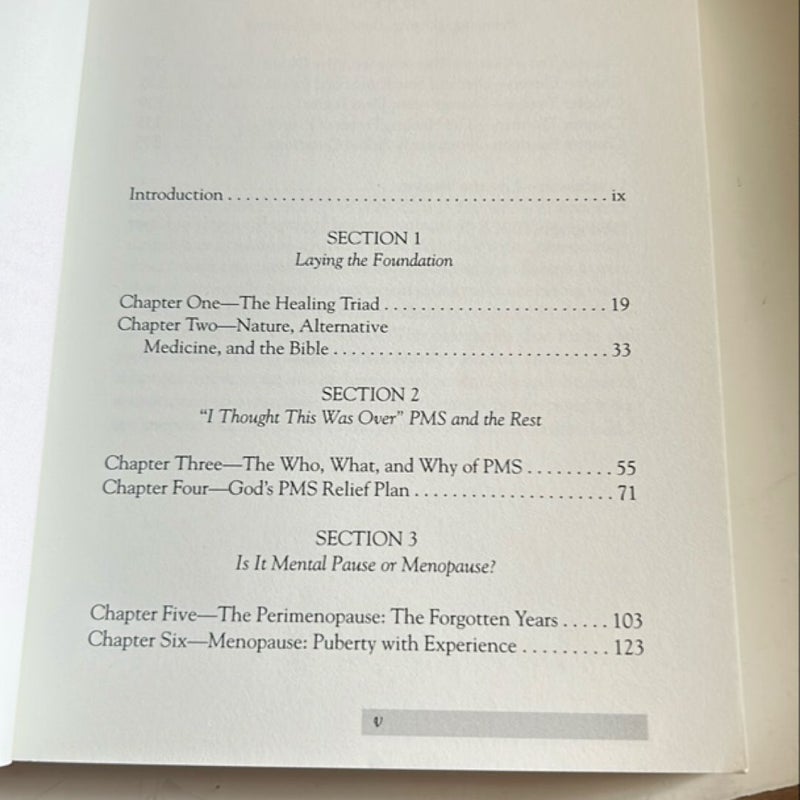 Introduction .......................................... ix
SECTION 1
Laying the Foundation
Chapter One—The Healing Triad ........................ 19
Chapter Two—Nature, Alternative
Medicine, and the Bible .............................. 33
SECTION 2
“I Thought This Was Over” PMS and the Rest
Chapter Three—The Who, What, and Why of PMS ......... 55
Chapter Four—God’s PMS Relief Plan ..................... 71
SECTION 3
Is It Mental Pause or Menopause?
Chapter Five—The Perimenopause: The Forgotten Years ..... 103
Chapter Six—Menopause: Puberty with Experience ......... 123
v